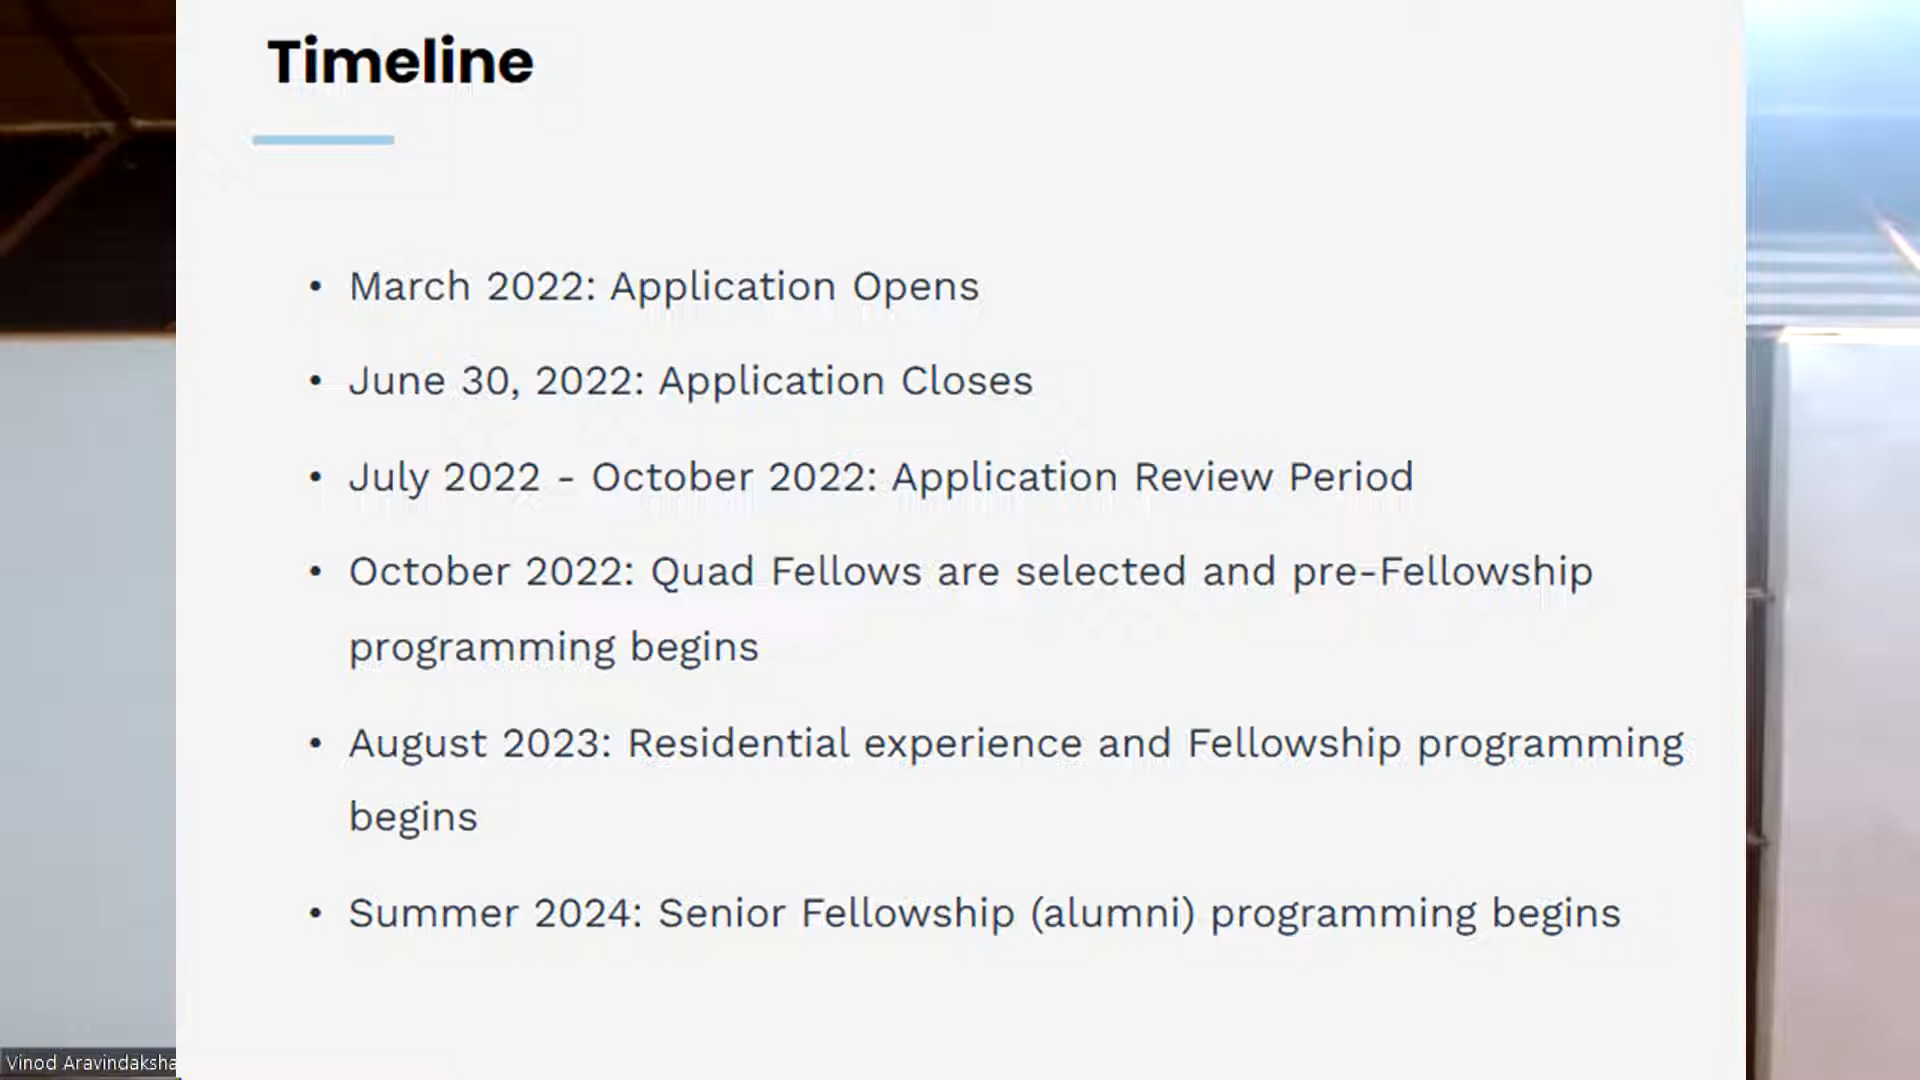 Timeline
• March 2022: Application Opens
• June 30, 2022: Application Closes
• July 2022 - October 2022: Application Review Period
• October 2022: Quad Fellows are selected and pre-Fellowship
programming begins
• August 2023: Residential experience and Fellowship programming
begins
• Summer 2024: Senior Fellowship (alumni) programming begins
Vinod Aravindaksha